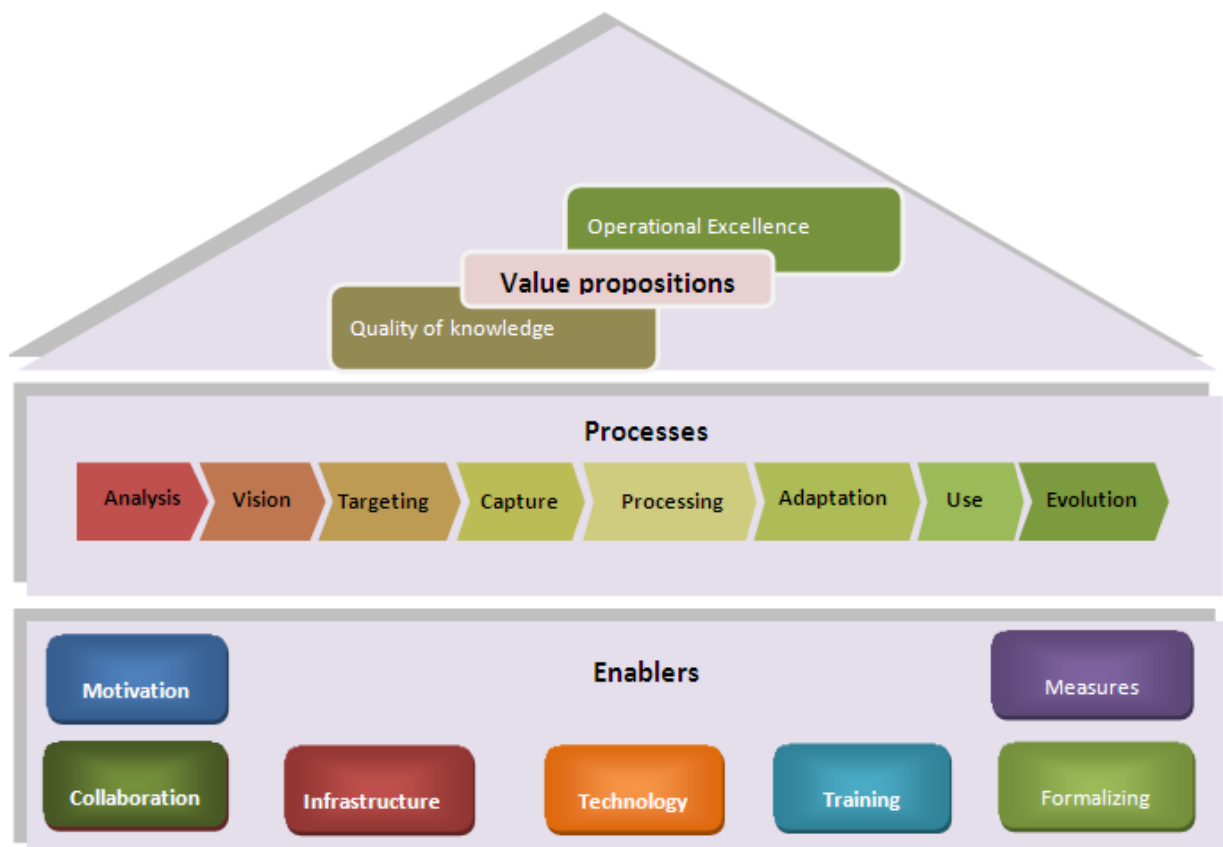 Operational Excellence
Value propositions
Quality of knowledge
Processes
Analysis
Vision
Targeting
Capture
Processing
Adaptation
Use
Evolution
Enablers
Motivation
Measures
Collaboration
Infrastructure
Technology
Training
Formalizing